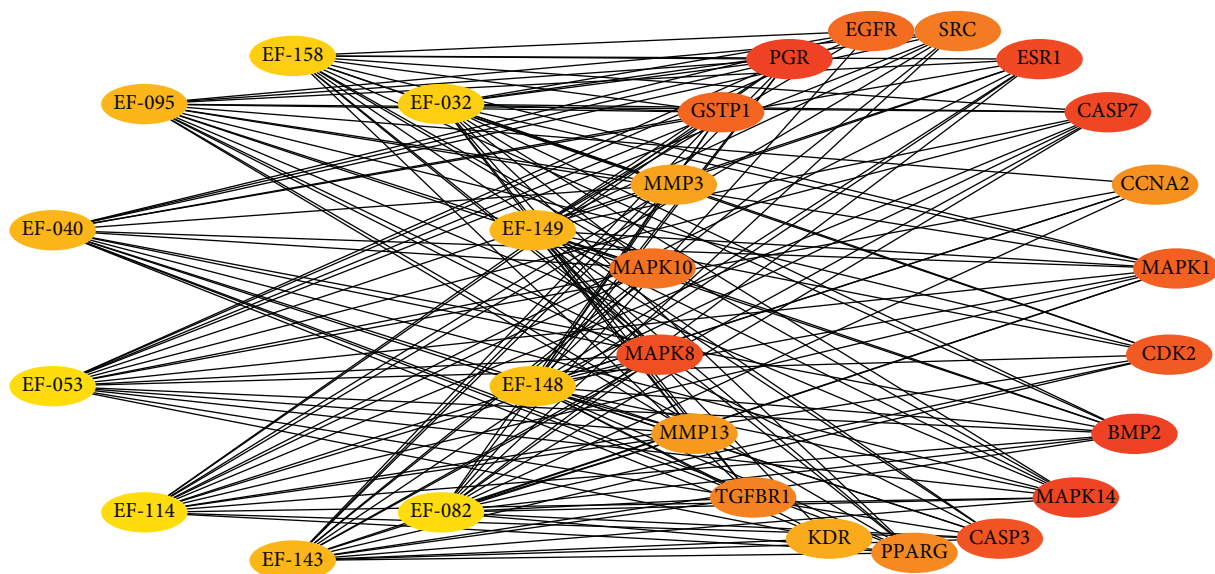 EGFR
SRC
EF-158
PGR
ESR1
EF-095
EF-032
GSTP1
CASP7
MMP3
CCNA2
EF-040
EF-149
MAPK10
MAPK1
MAPK8
CDK2
EF-053
EF-148
MMP13
BMP2
TGFBR1
MAPK14
EF-114
EF-082
KDR
CASP3
EF-143
PPARG